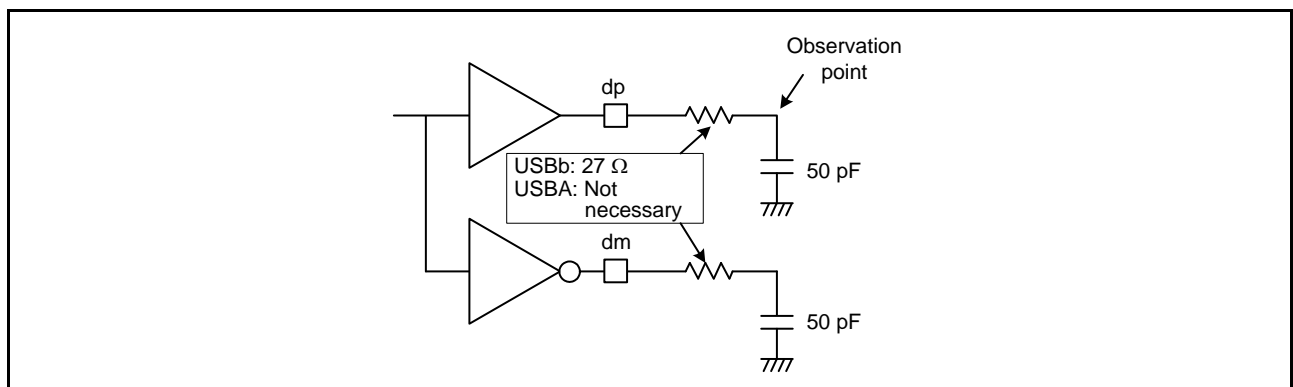 Observation
point
dp
USBb: 27 Ω
USBA: Not
necessary
50 pF
dm
50 pF